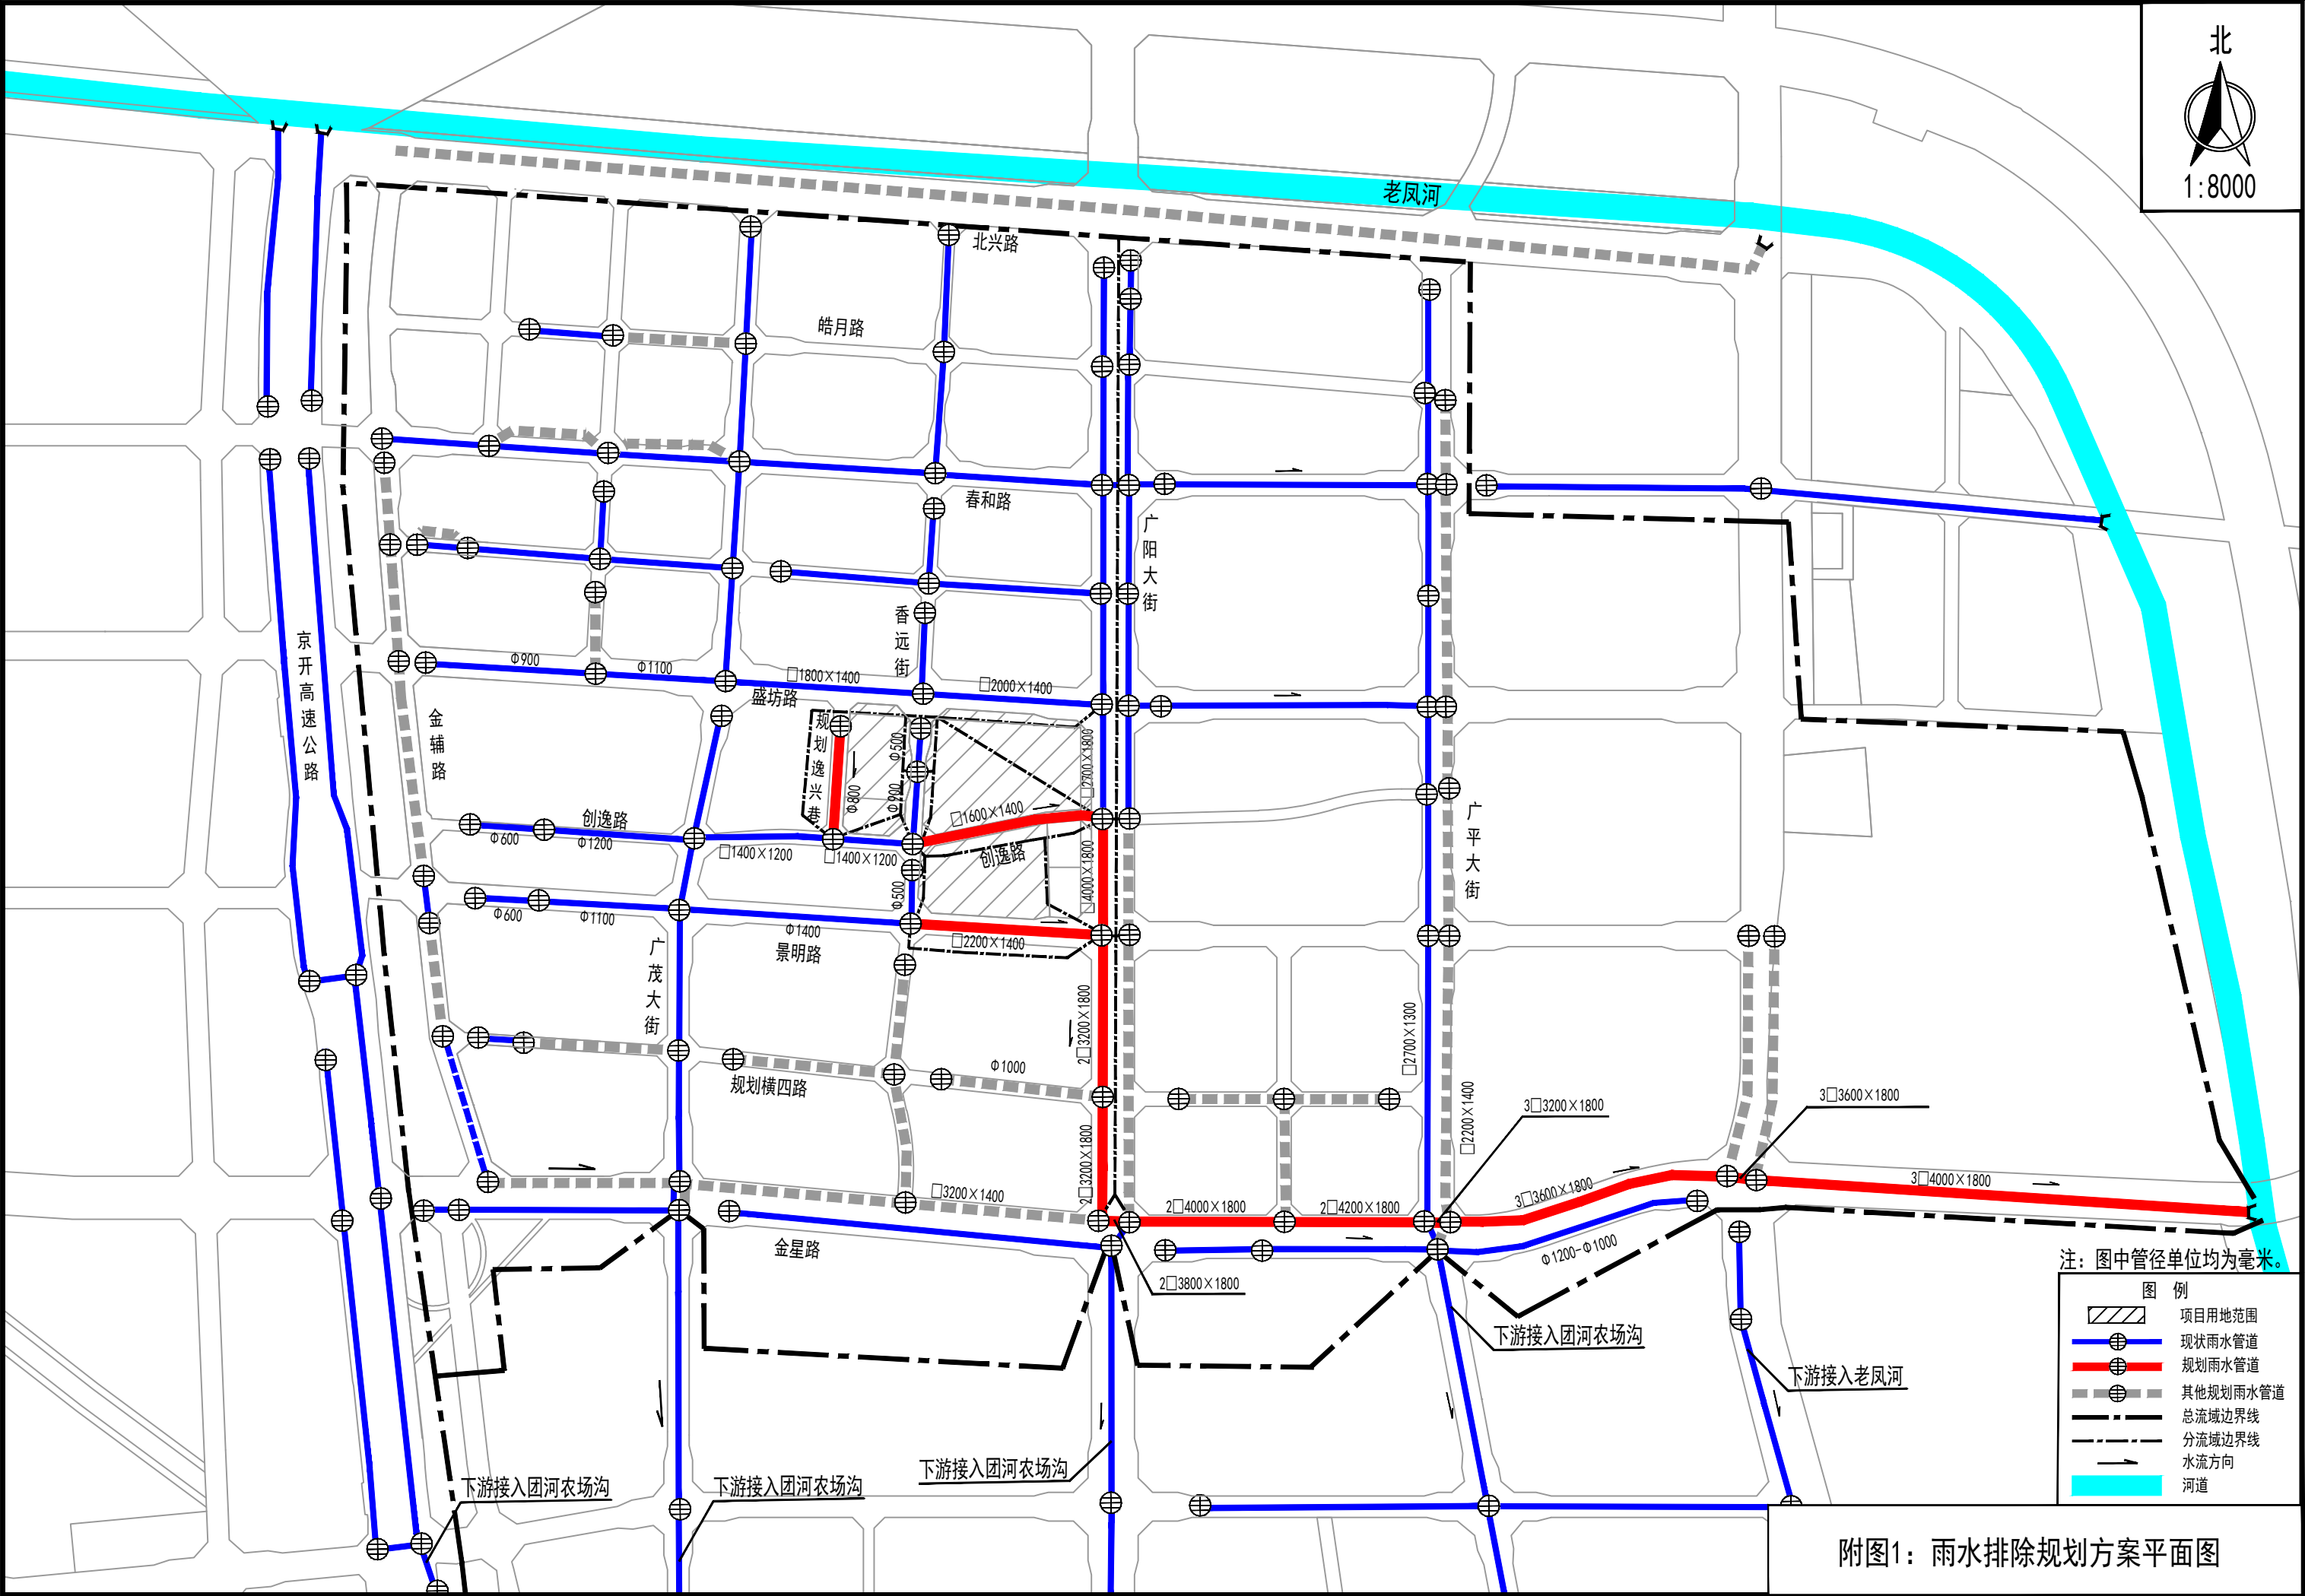 北
1:8000
老凤河
北兴路
皓月路
春和路
广阳大街
香远街
京开高速公路
Φ900
Φ1100
□1800×1400
□2000×1400
盛坊路
金辅路
规划逸兴巷
Φ500
□2700×1800
Φ800
Φ900
□1600×1400
广平大街
创逸路
Φ600
Φ1200
□1400×1200
□1400×1200
创逸路
□4000×1800
Φ500
Φ600
Φ1100
Φ1400
景明路
□2200×1400
广茂大街
2□3200×1800
□2700×1300
Φ1000
规划横四路
□2200×1400
3□3200×1800
3□3600×1800
2□3200×1800
□3200×1400
2□4000×1800
2□4200×1800
3□3600×1800
3□4000×1800
金星路
Φ1200-Φ1000
2□3800×1800
下游接入团河农场沟
下游接入老凤河
下游接入团河农场沟
下游接入团河农场沟
下游接入团河农场沟
注：图中管径单位均为毫米。
图 例
项目用地范围
现状雨水管道
规划雨水管道
其他规划雨水管道
总流域边界线
分流域边界线
水流方向
河道
附图1：雨水排除规划方案平面图